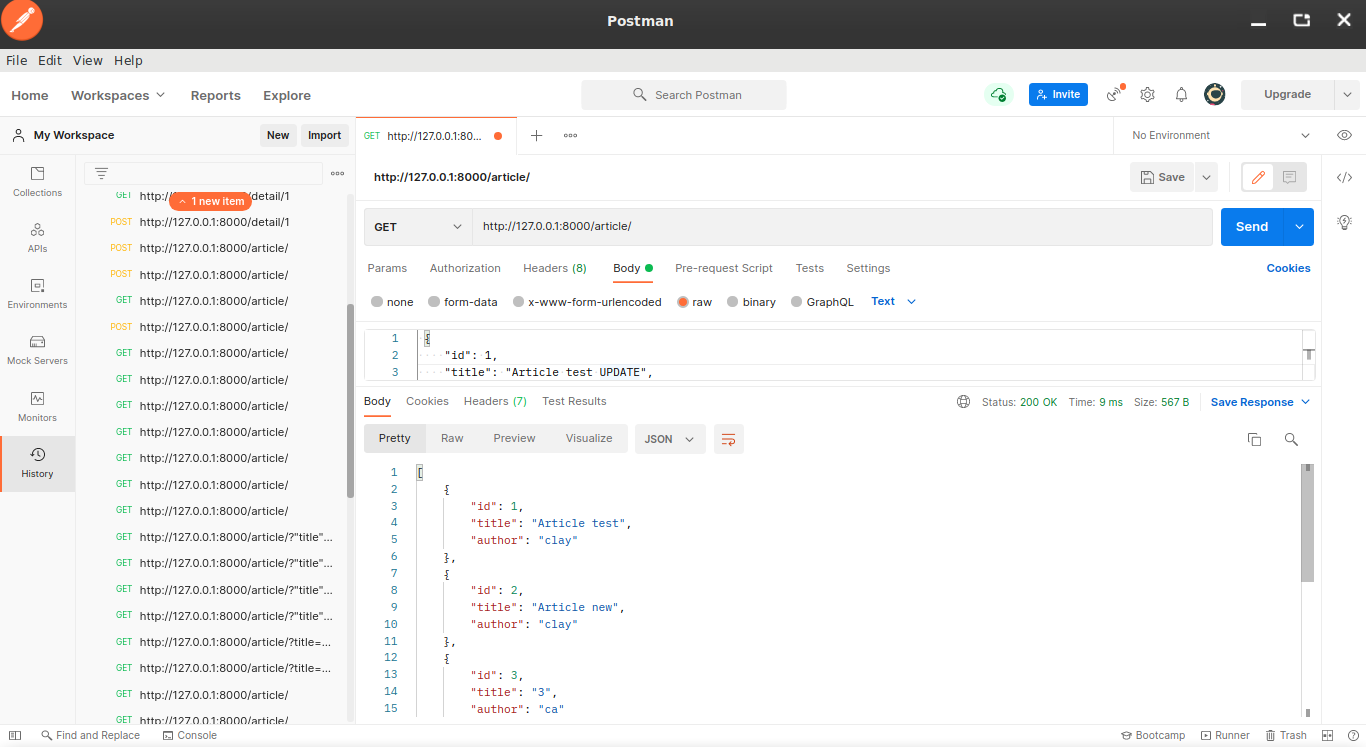 Postman
File Edit View Help
Home Workspaces Reports Explore Search Postman Invite Upgrade
My Workspace New Import GET http://127.0.0.1:80... No Environment
Collections
APIs
Environments
Mock Servers
Monitors
History
1 new item
GET http://127.0.0.1:8000/detail/1
POST http://127.0.0.1:8000/detail/1
POST http://127.0.0.1:8000/article/
POST http://127.0.0.1:8000/article/
GET http://127.0.0.1:8000/article/
POST http://127.0.0.1:8000/article/
GET http://127.0.0.1:8000/article/
GET http://127.0.0.1:8000/article/
GET http://127.0.0.1:8000/article/
GET http://127.0.0.1:8000/article/
GET http://127.0.0.1:8000/article/
GET http://127.0.0.1:8000/article/
GET http://127.0.0.1:8000/article/
GET http://127.0.0.1:8000/article/?"title"...
GET http://127.0.0.1:8000/article/?"title"...
GET http://127.0.0.1:8000/article/?"title"...
GET http://127.0.0.1:8000/article/?"title"...
GET http://127.0.0.1:8000/article/?title=...
GET http://127.0.0.1:8000/article/?title=...
GET http://127.0.0.1:8000/article/
GET http://127.0.0.1:8000/article/
http://127.0.0.1:8000/article/ Save
GET http://127.0.0.1:8000/article/ Send
Params Authorization Headers (8) Body Pre-request Script Tests Settings Cookies
none form-data x-www-form-urlencoded raw binary GraphQL Text
1 {
2 "id": 1,
3 "title": "Article test UPDATE",
Body Cookies Headers (7) Test Results Status: 200 OK Time: 9 ms Size: 567 B Save Response
Pretty Raw Preview Visualize JSON
1 [
2 {
3 "id": 1,
4 "title": "Article test",
5 "author": "clay"
6 },
7 {
8 "id": 2,
9 "title": "Article new",
10 "author": "clay"
11 },
12 {
13 "id": 3,
14 "title": "3",
15 "author": "ca"
Find and Replace Console Bootcamp Runner Trash